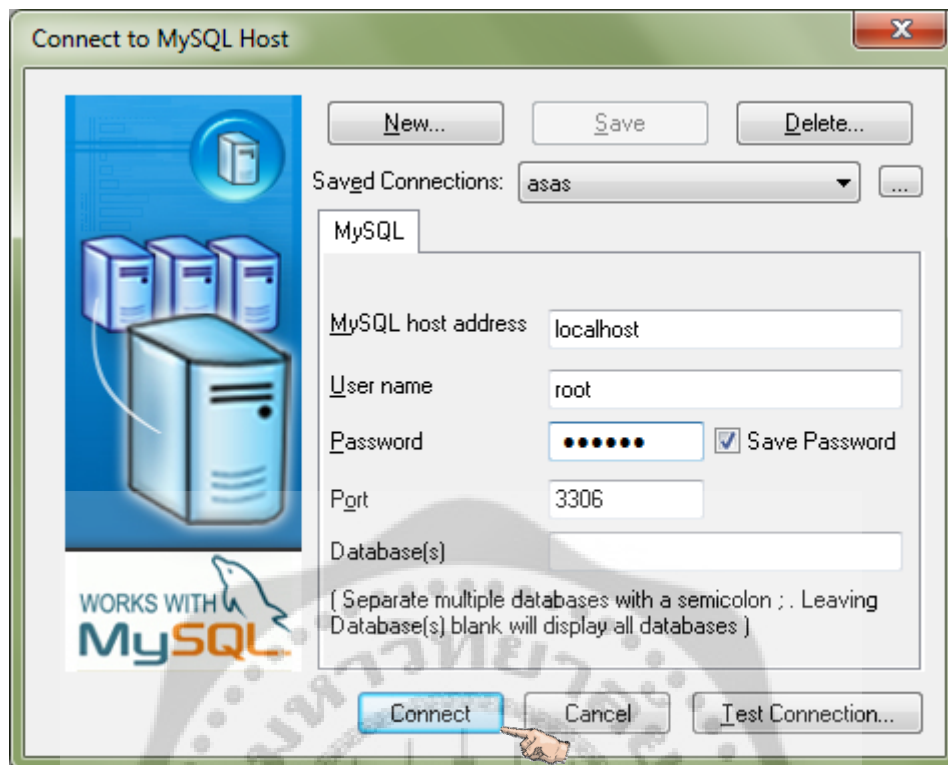 Connect to MySQL Host
x
New...
Save
Delete...
Saved Connections: asas
...
MySQL
MySQL host address localhost
User name root
Password ●●●●●● Save Password
Port 3306
Database(s)
( Separate multiple databases with a semicolon ; . Leaving
Database(s) blank will display all databases )
WORKS WITH
MySQL
Connect
Cancel
Test Connection...